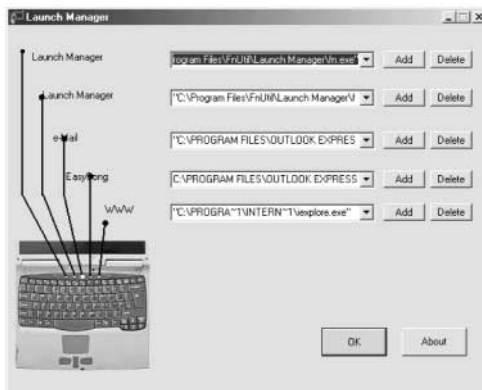 Launch Manager
Launch Manager
rogram Files\FnUtil\Launch Manager\fn.exe"
Add
Delete
Launch Manager
"C:\Program Files\FnUtil\Launch Manager\
Add
Delete
e-Mail
"C:\PROGRAM FILES\OUTLOOK EXPRES
Add
Delete
C:\PROGRAM FILES\OUTLOOK EXPRESS
Add
Delete
WWW
"C:\PROGRA~1\INTERN~1\iexplore.exe"
Add
Delete
OK
About